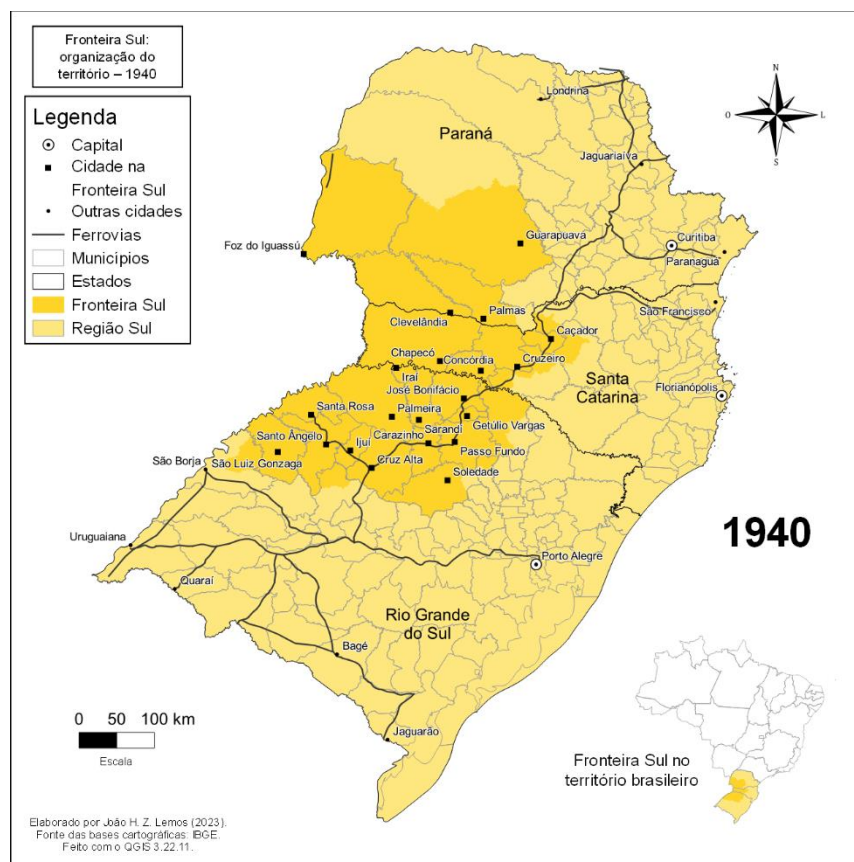 Fronteira Sul:
organização do
território – 1940
Legenda
Capital
Cidade na
Fronteira Sul
Outras cidades
Ferrovias
Municípios
Estados
Fronteira Sul
Região Sul
N
O
L
S
Londrina
Paraná
Jaguariaíva
Guarapuava
Curitiba
Foz do Iguassú
Paranaguá
Palmas
São Francisco
Clevelândia
Caçador
Chapecó
Concórdia
Cruzeiro
Iraí
Santa
Catarina
Florianópolis
José Bonifácio
Santa Rosa
Palmeira
Getúlio Vargas
Sarandi
Santo Ângelo
Ijuí
Carazinho
Passo Fundo
São Borja
São Luiz Gonzaga
Cruz Alta
Soledade
1940
Uruguaiana
Porto Alegre
Quaraí
Rio Grande
do Sul
Bagé
0 50 100 km
Escala
Jaguarão
Fronteira Sul no
território brasileiro
Elaborado por João H. Z. Lemos (2023).
Fonte das bases cartográficas: IBGE.
Feito com o QGIS 3.22.11.